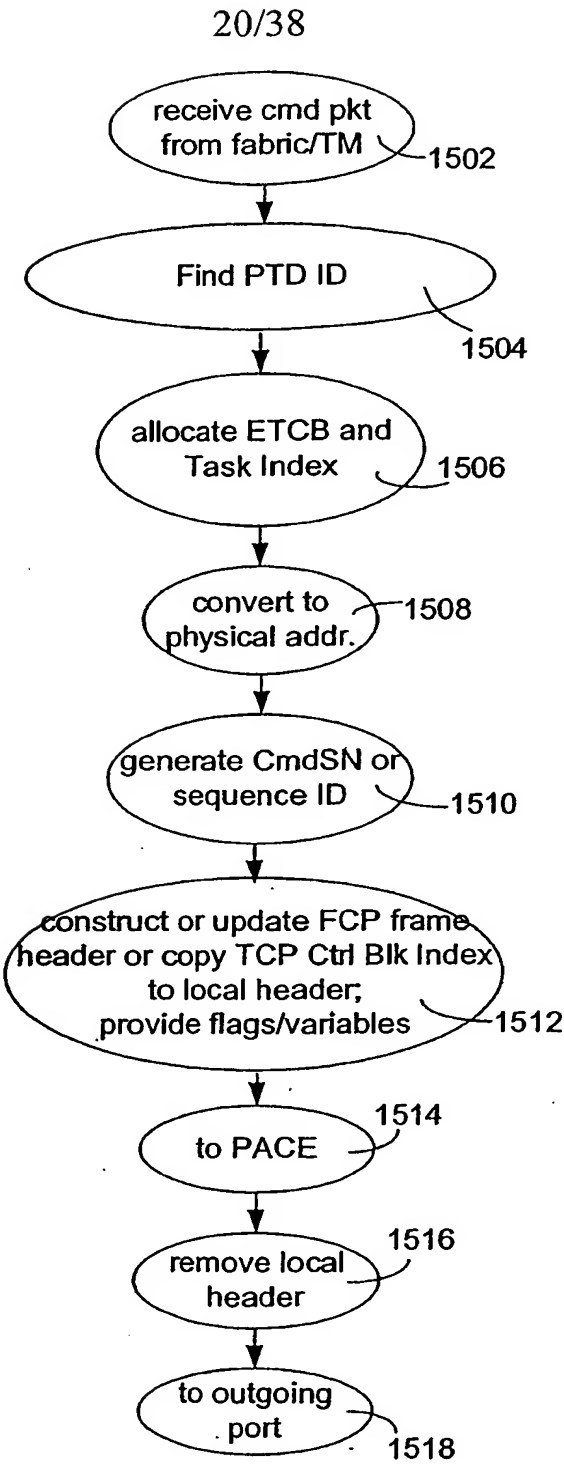 20/38
receive cmd pkt
from fabric/TM
1502
Find PTD ID
1504
allocate ETCB and
Task Index
1506
convert to
physical addr.
1508
generate CmdSN or
sequence ID
1510
construct or update FCP frame
header or copy TCP Ctrl Blk Index
to local header;
provide flags/variables
1512
to PACE
1514
remove local
header
1516
to outgoing
port
1518